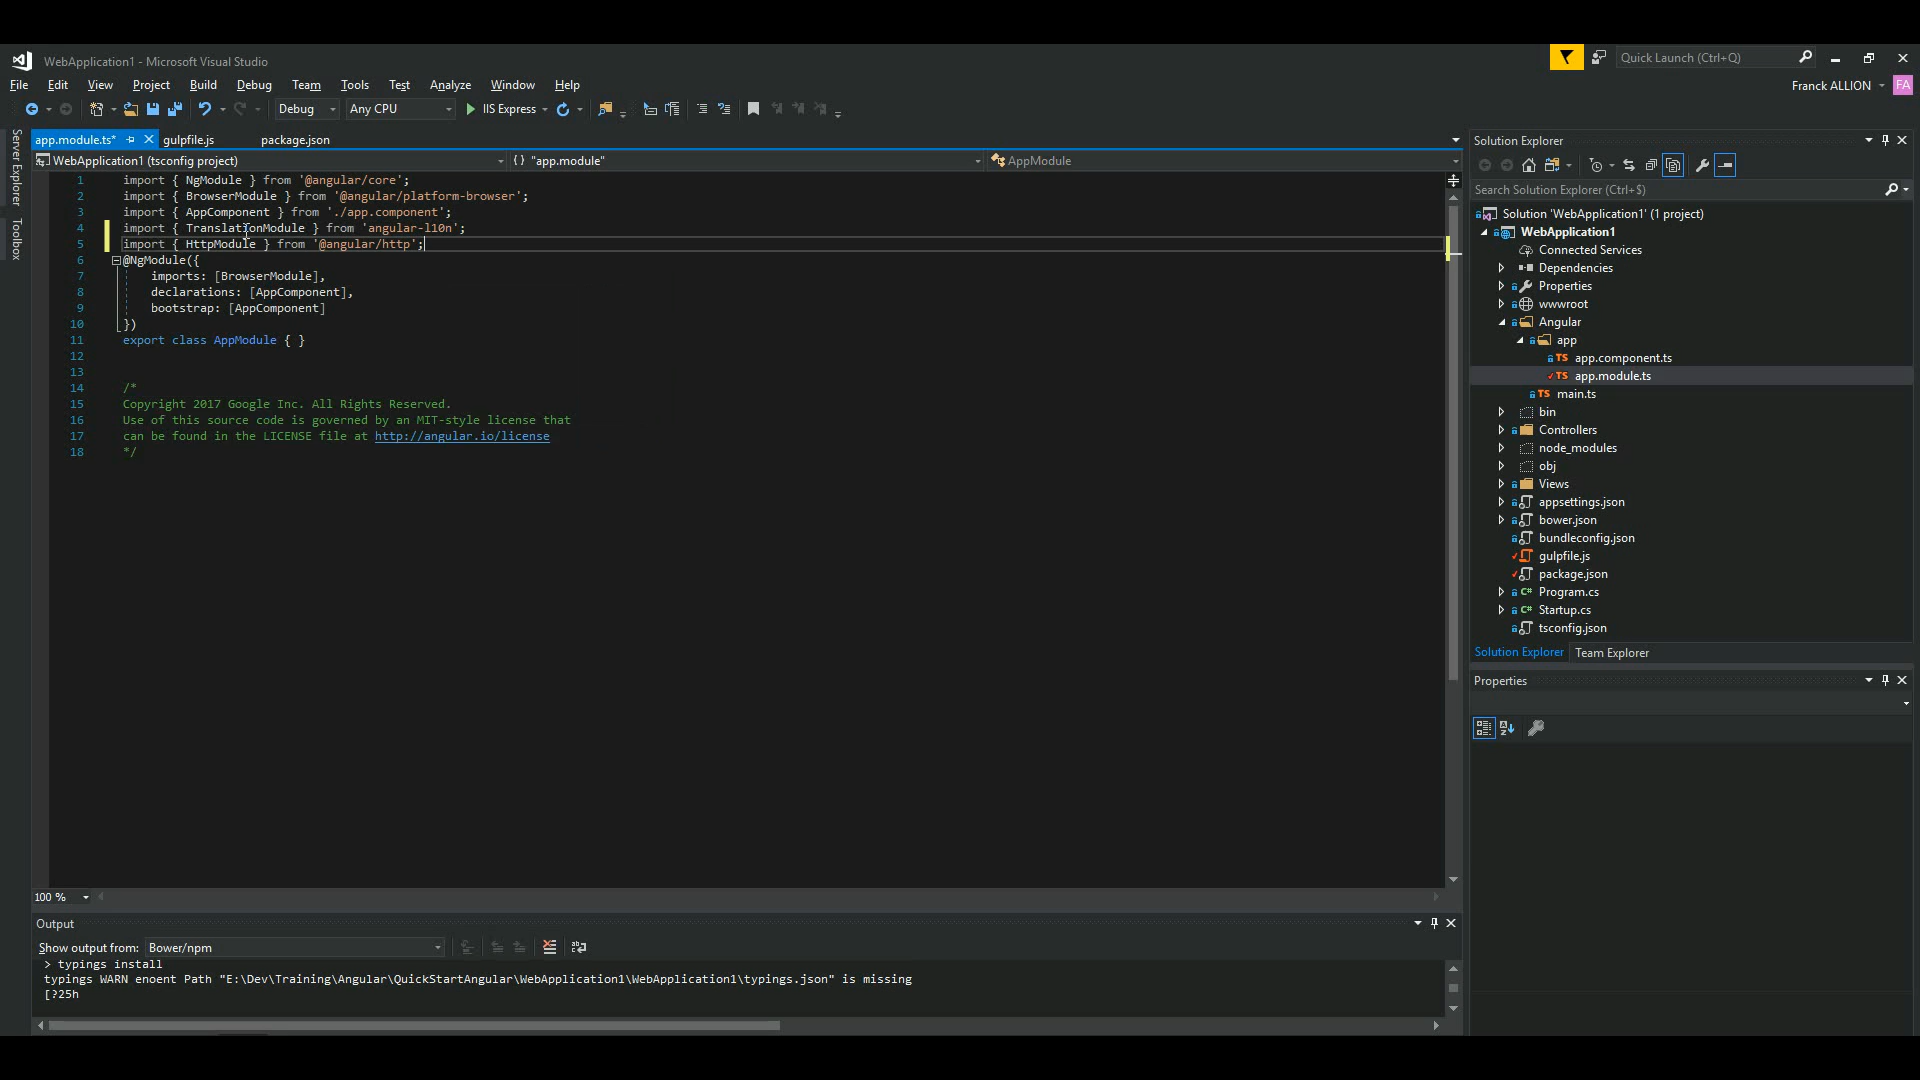 WebApplication1 - Microsoft Visual Studio
Quick Launch (Ctrl+Q)
File Edit View Project Build Debug Team Tools Test Analyze Window Help
Franck ALLION
FA
Debug Any CPU IIS Express
Server Explorer
Toolbox
app.module.ts* gulpfile.js package.json
WebApplication1 (tsconfig project) {} "app.module" AppModule
1 import { NgModule } from '@angular/core';
2 import { BrowserModule } from '@angular/platform-browser';
3 import { AppComponent } from './app.component';
4 import { TranslationModule } from 'angular-l10n';
5 import { HttpModule } from '@angular/http';
6 @NgModule({
7 imports: [BrowserModule],
8 declarations: [AppComponent],
9 bootstrap: [AppComponent]
10 })
11 export class AppModule { }
12
13
14 /*
15 Copyright 2017 Google Inc. All Rights Reserved.
16 Use of this source code is governed by an MIT-style license that
17 can be found in the LICENSE file at http://angular.io/license
18 */
100 %
Output
Show output from: Bower/npm
> typings install
typings WARN enoent Path "E:\Dev\Training\Angular\QuickStartAngular\WebApplication1\WebApplication1\typings.json" is missing
[?25h
Solution Explorer
Search Solution Explorer (Ctrl+$)
Solution 'WebApplication1' (1 project)
WebApplication1
Connected Services
Dependencies
Properties
wwwroot
Angular
app
TS app.component.ts
TS app.module.ts
TS main.ts
bin
Controllers
node_modules
obj
Views
appsettings.json
bower.json
bundleconfig.json
gulpfile.js
package.json
C# Program.cs
C# Startup.cs
tsconfig.json
Solution Explorer Team Explorer
Properties